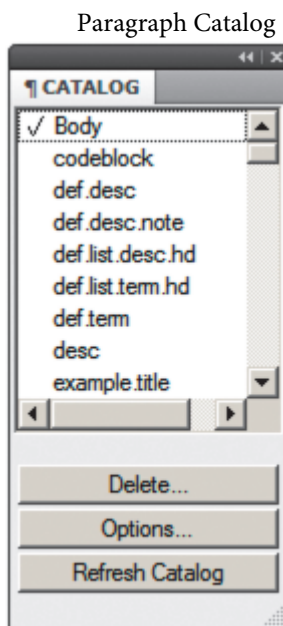 Paragraph Catalog
¶ CATALOG
✓ Body
codeblock
def.desc
def.desc.note
def.list.desc.hd
def.list.term.hd
def.term
desc
example.title
Delete...
Options...
Refresh Catalog